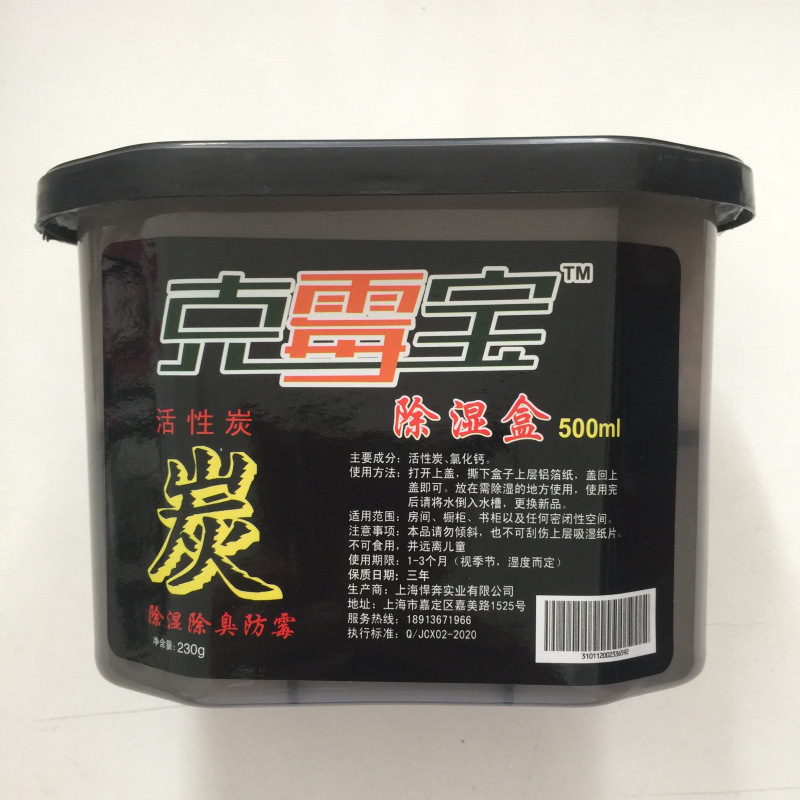 克霉宝™
活性炭
炭
除湿除臭防霉
净含量:230g
除湿盒 500ml
主要成分：活性炭、氯化钙。
使用方法：打开上盖，撕下盒子上层铝箔纸，盖回上
盖即可。放在需除湿的地方使用，使用完
后请将水倒入水槽，更换新品。
适用范围：房间、橱柜、书柜以及任何密闭性空间。
注意事项：本品请勿倾斜，也不可刮伤上层吸湿纸片。
不可食用，并远离儿童
使用期限：1-3个月（视季节，湿度而定）
保质日期：三年
生产商：上海悍奔实业有限公司
地址：上海市嘉定区嘉美路1525号
服务热线：18913671966
执行标准：Q/JCX02-2020
310112002336592